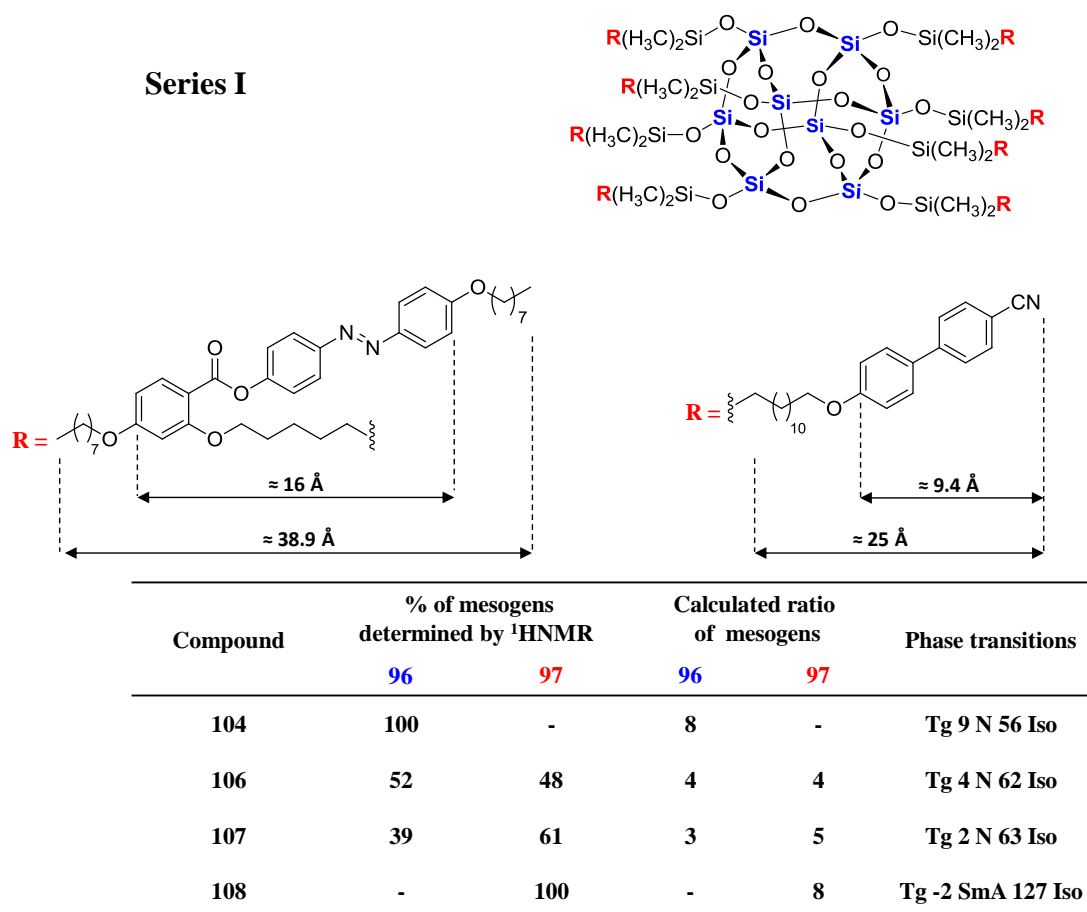 Series I
R(H3C)2Si O Si O Si O Si(CH3)2R
O O O O
R(H3C)2Si O Si O Si O Si(CH3)2R
R(H3C)2Si O Si O Si O Si(CH3)2R
O O O O
R(H3C)2Si O Si O Si O Si(CH3)2R
R = 7 O O O O N N O 7
≈ 16 Å
≈ 38.9 Å
R = 10 O CN
≈ 9.4 Å
≈ 25 Å
Compound % of mesogens determined by 1HNMR Calculated ratio of mesogens Phase transitions
96 97 96 97
104 100 - 8 - Tg 9 N 56 Iso
106 52 48 4 4 Tg 4 N 62 Iso
107 39 61 3 5 Tg 2 N 63 Iso
108 - 100 - 8 Tg -2 SmA 127 Iso